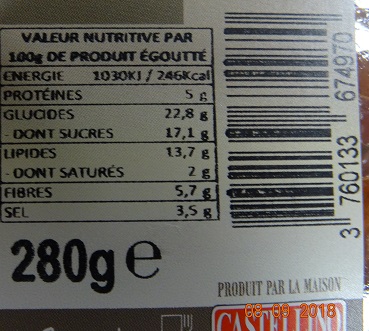 VALEUR NUTRITIVE PAR
100g DE PRODUIT ÉGOUTTÉ
ENERGIE 1030KJ / 246Kcal
PROTÉINES 5 g
GLUCIDES 22,8 g
- DONT SUCRES 17,1 g
LIPIDES 13,7 g
- DONT SATURÉS 2 g
FIBRES 5,7 g
SEL 3,5 g
280g e
3 760133 674970
PRODUIT PAR LA MAISON
08 09 2018